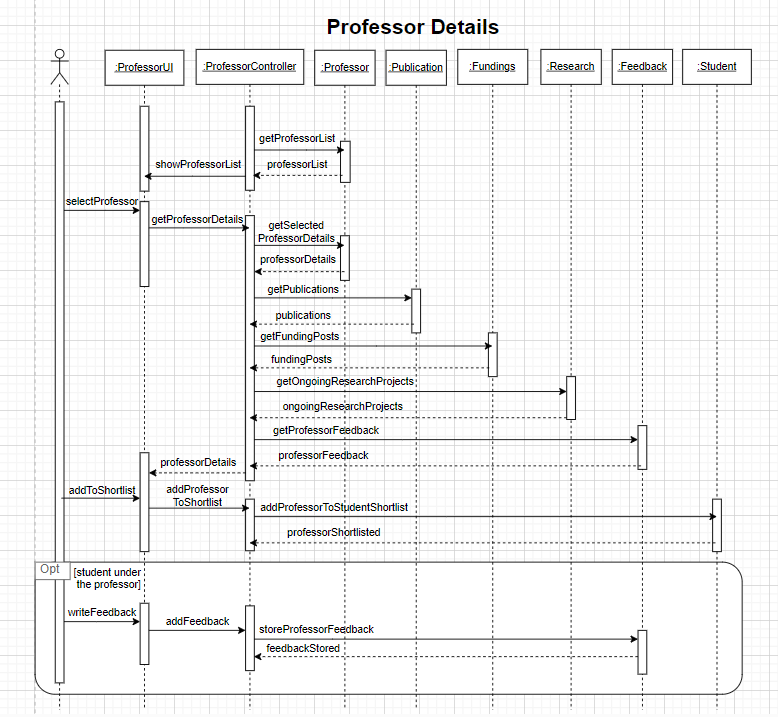 Professor Details
:ProfessorUI
:ProfessorController
:Professor
:Publication
:Fundings
:Research
:Feedback
:Student
getProfessorList
showProfessorList
professorList
selectProfessor
getProfessorDetails
getSelected
ProfessorDetails
professorDetails
getPublications
publications
getFundingPosts
fundingPosts
getOngoingResearchProjects
ongoingResearchProjects
getProfessorFeedback
professorFeedback
professorDetails
addToShortlist
addProfessor
ToShortlist
addProfessorToStudentShortlist
professorShortlisted
Opt
[student under
the professor]
writeFeedback
addFeedback
storeProfessorFeedback
feedbackStored